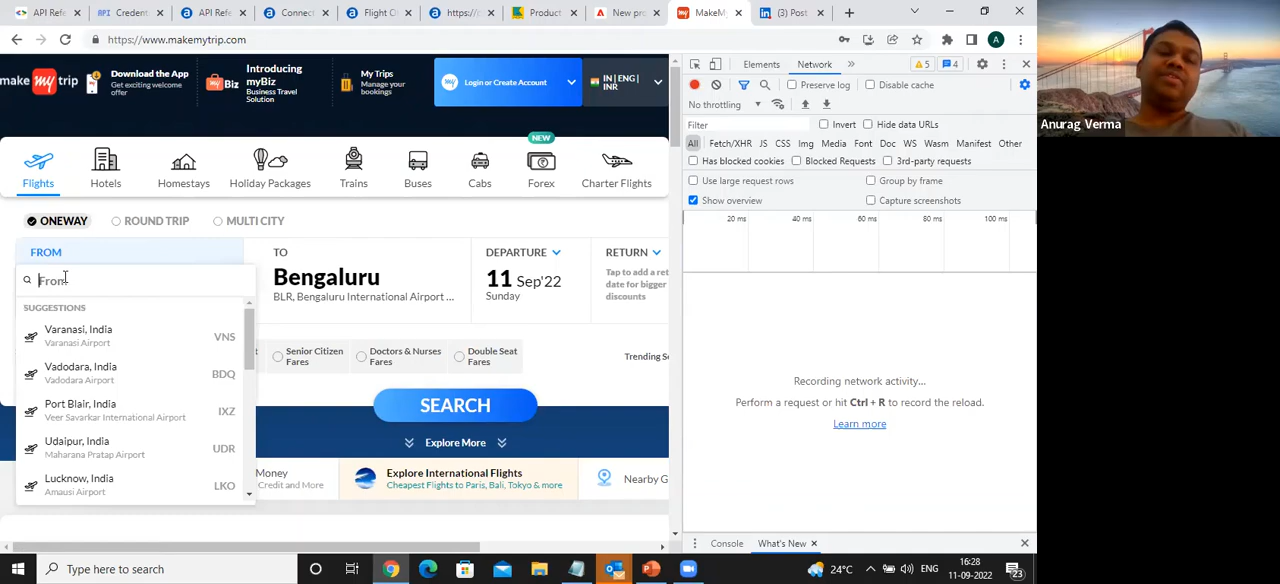 API Refe
Credent
API Refe
Connect
Flight O
https://
Product
New pro
MakeMy
(3) Post
https://www.makemytrip.com
make my trip
Download the App
Get exciting welcome
offer
Biz
Introducing
myBiz
Business Travel
Solution
My Trips
Manage your
bookings
my
Login or Create Account
IN | ENG |
INR
Flights
Hotels
Homestays
Holiday Packages
Trains
Buses
Cabs
NEW
Forex
Charter Flights
ONEWAY
ROUND TRIP
MULTI CITY
FROM
From
SUGGESTIONS
Varanasi, India
Varanasi Airport
VNS
Vadodara, India
Vadodara Airport
BDQ
Port Blair, India
Veer Savarkar International Airport
IXZ
Udaipur, India
Maharana Pratap Airport
UDR
Lucknow, India
Amausi Airport
LKO
TO
Bengaluru
BLR, Bengaluru International Airport ...
DEPARTURE
11 Sep'22
Sunday
RETURN
Tap to add a ret
date for bigger
discounts
Senior Citizen
Fares
Doctors & Nurses
Fares
Double Seat
Fares
Trending Se
SEARCH
Explore More
Money
Credit and More
Explore International Flights
Cheapest Flights to Paris, Bali, Tokyo & more
Nearby G
Elements
Network
5
4
Preserve log
Disable cache
No throttling
Filter
Invert
Hide data URLs
All
Fetch/XHR
JS
CSS
Img
Media
Font
Doc
WS
Wasm
Manifest
Other
Has blocked cookies
Blocked Requests
3rd-party requests
Use large request rows
Group by frame
Show overview
Capture screenshots
20 ms
40 ms
60 ms
80 ms
100 ms
Recording network activity...
Perform a request or hit Ctrl + R to record the reload.
Learn more
Console
What's New
Anurag Verma
Type here to search
24°C
ENG
16:28
11-09-2022
23